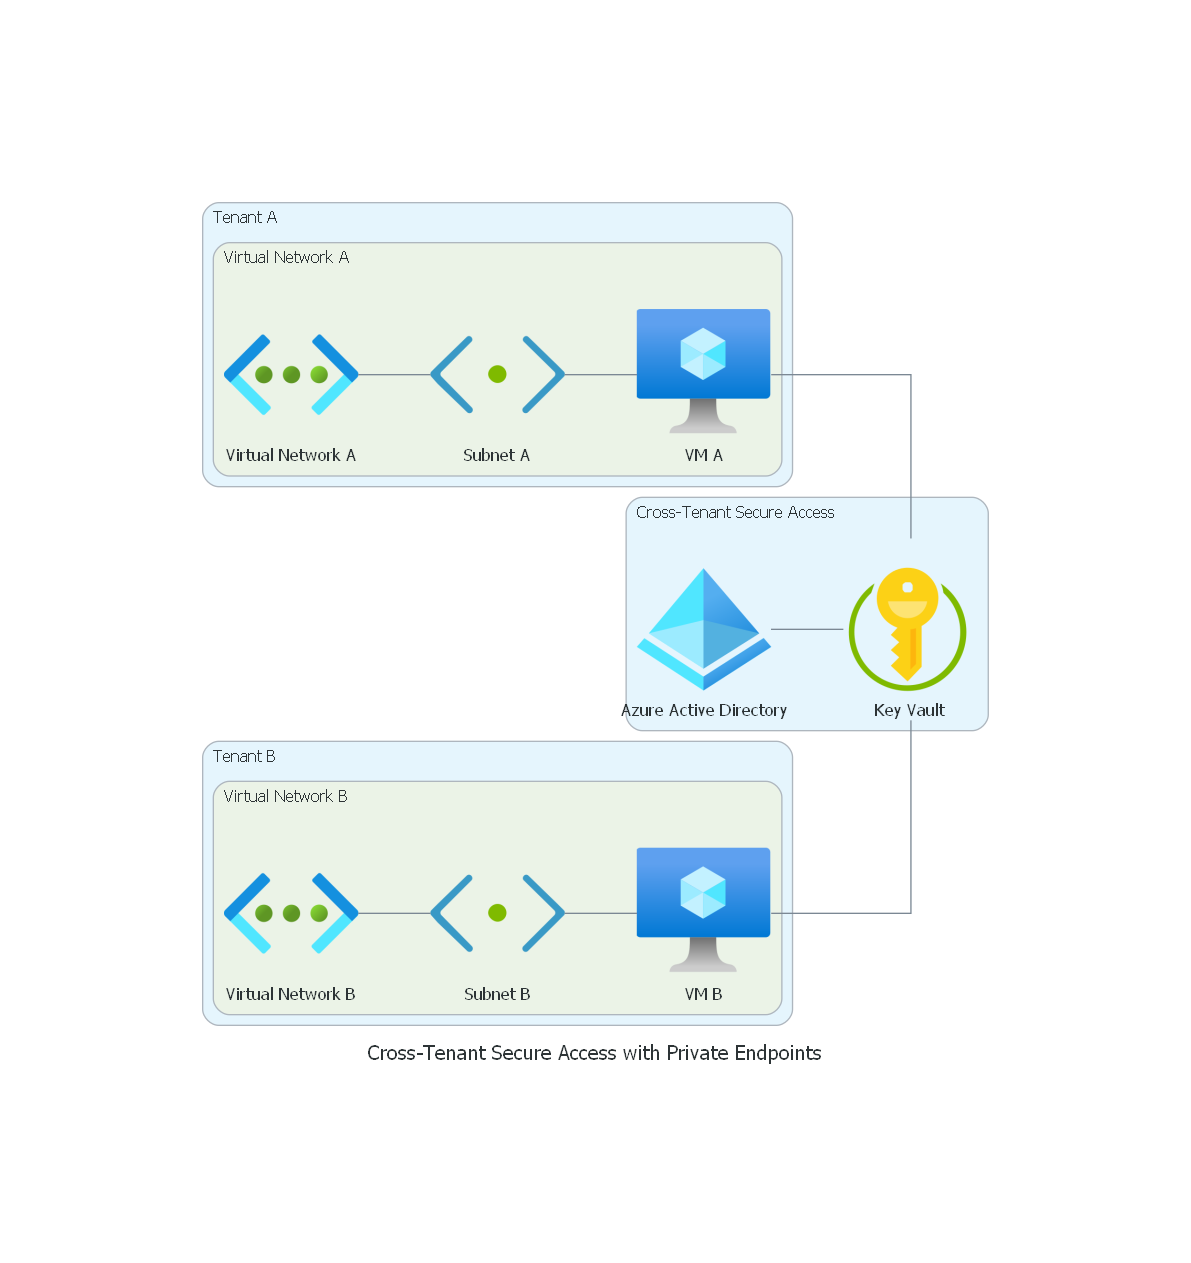 Tenant A
Virtual Network A
Virtual Network A
Subnet A
VM A
Cross-Tenant Secure Access
Azure Active Directory
Key Vault
Tenant B
Virtual Network B
Virtual Network B
Subnet B
VM B
Cross-Tenant Secure Access with Private Endpoints